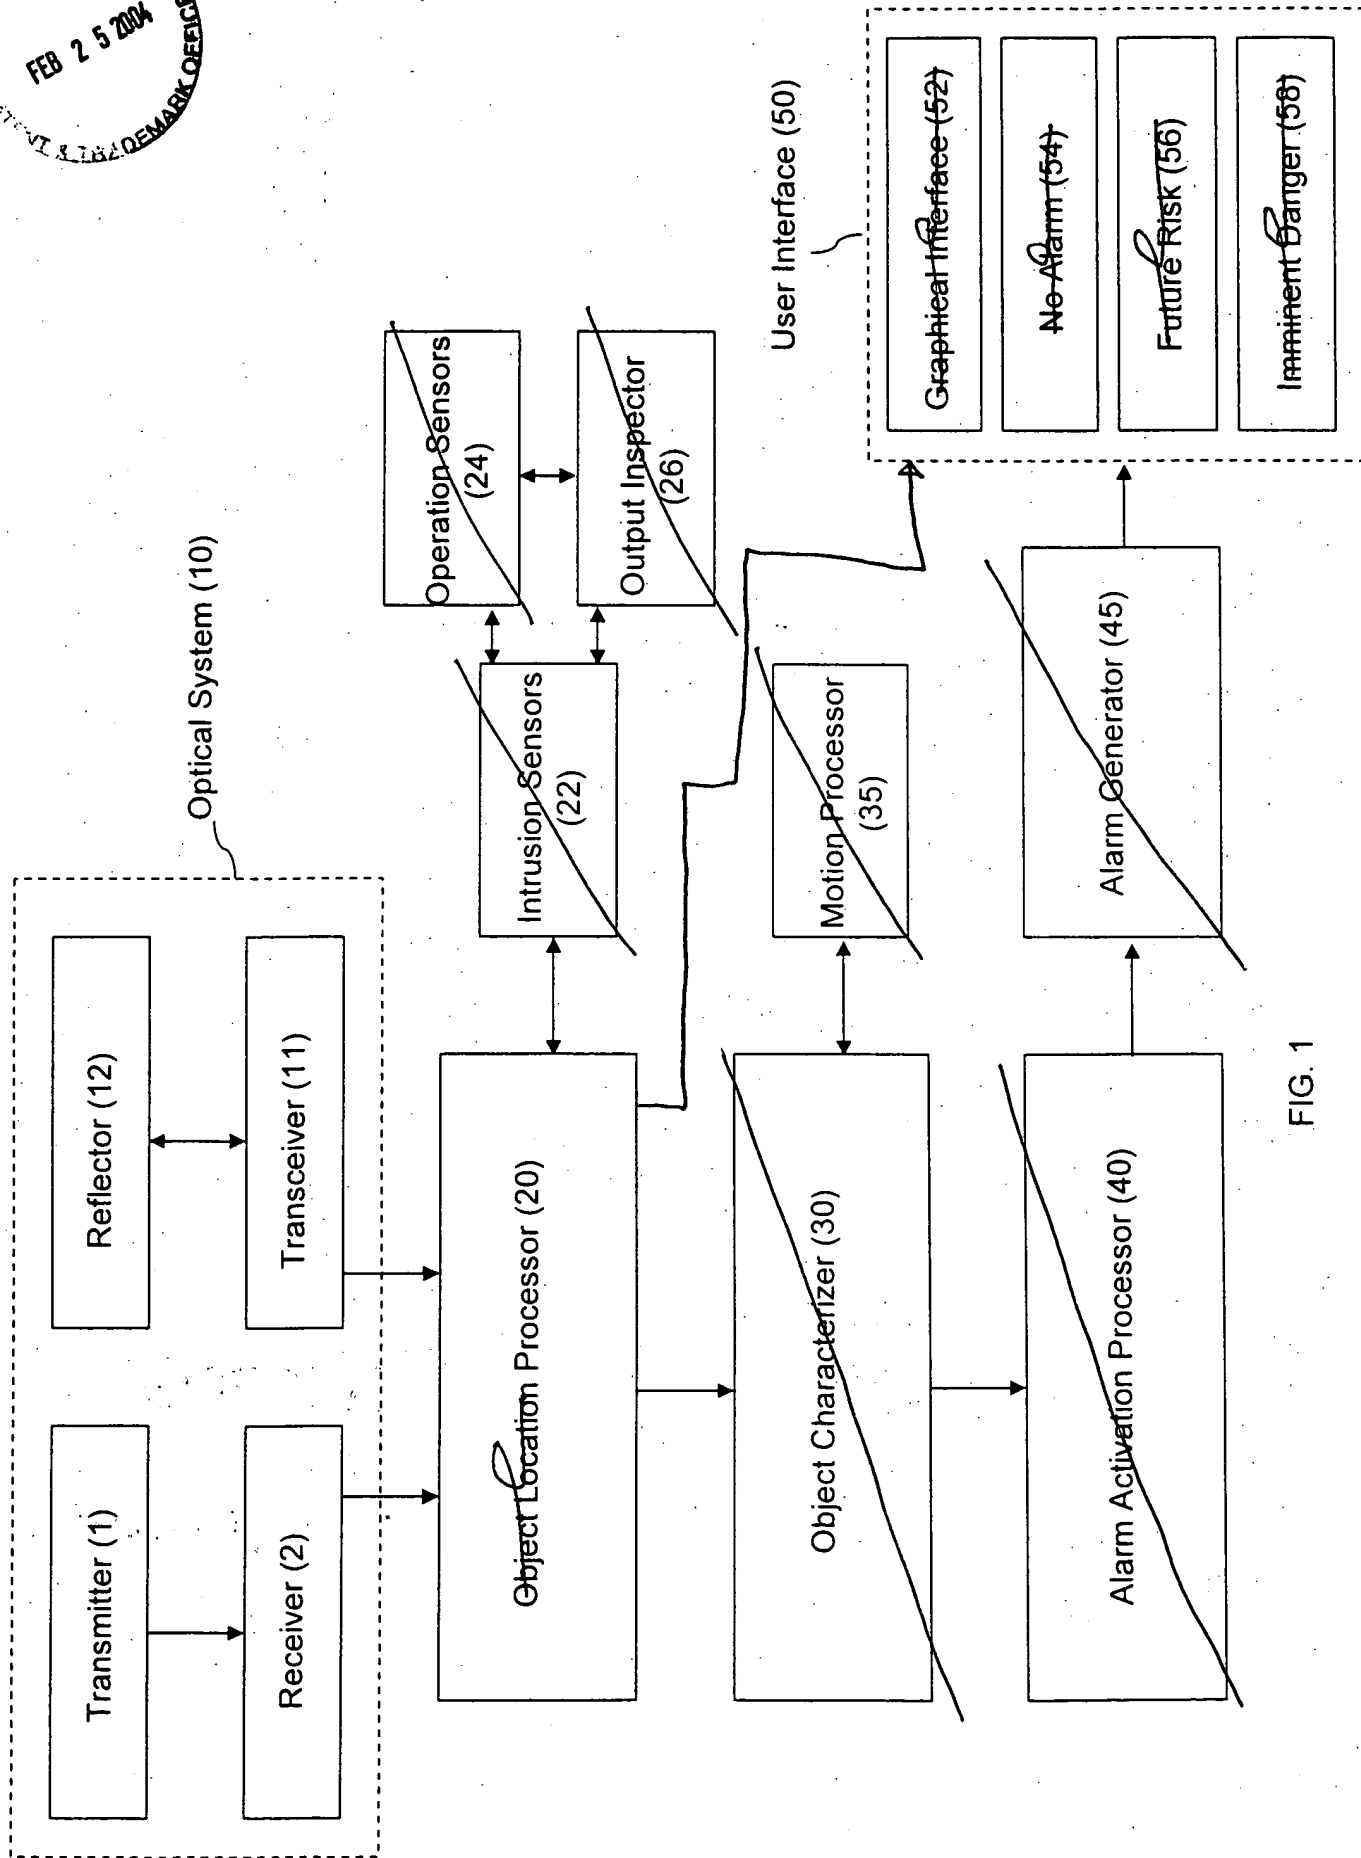 FEB 2 5 2004
TRADEMARK OFFICE
Optical System (10)
Transmitter (1)
Reflector (12)
Receiver (2)
Transceiver (11)
Object Location Processor (20)
Intrusion Sensors
(22)
Operation Sensors
(24)
Output Inspector
(26)
Object Characterizer (30)
Motion Processor
(35)
Alarm Activation Processor (40)
Alarm Generator (45)
User Interface (50)
Graphical Interface (52)
No Alarm (54)
Future Risk (56)
Imminent Danger (58)
FIG. 1